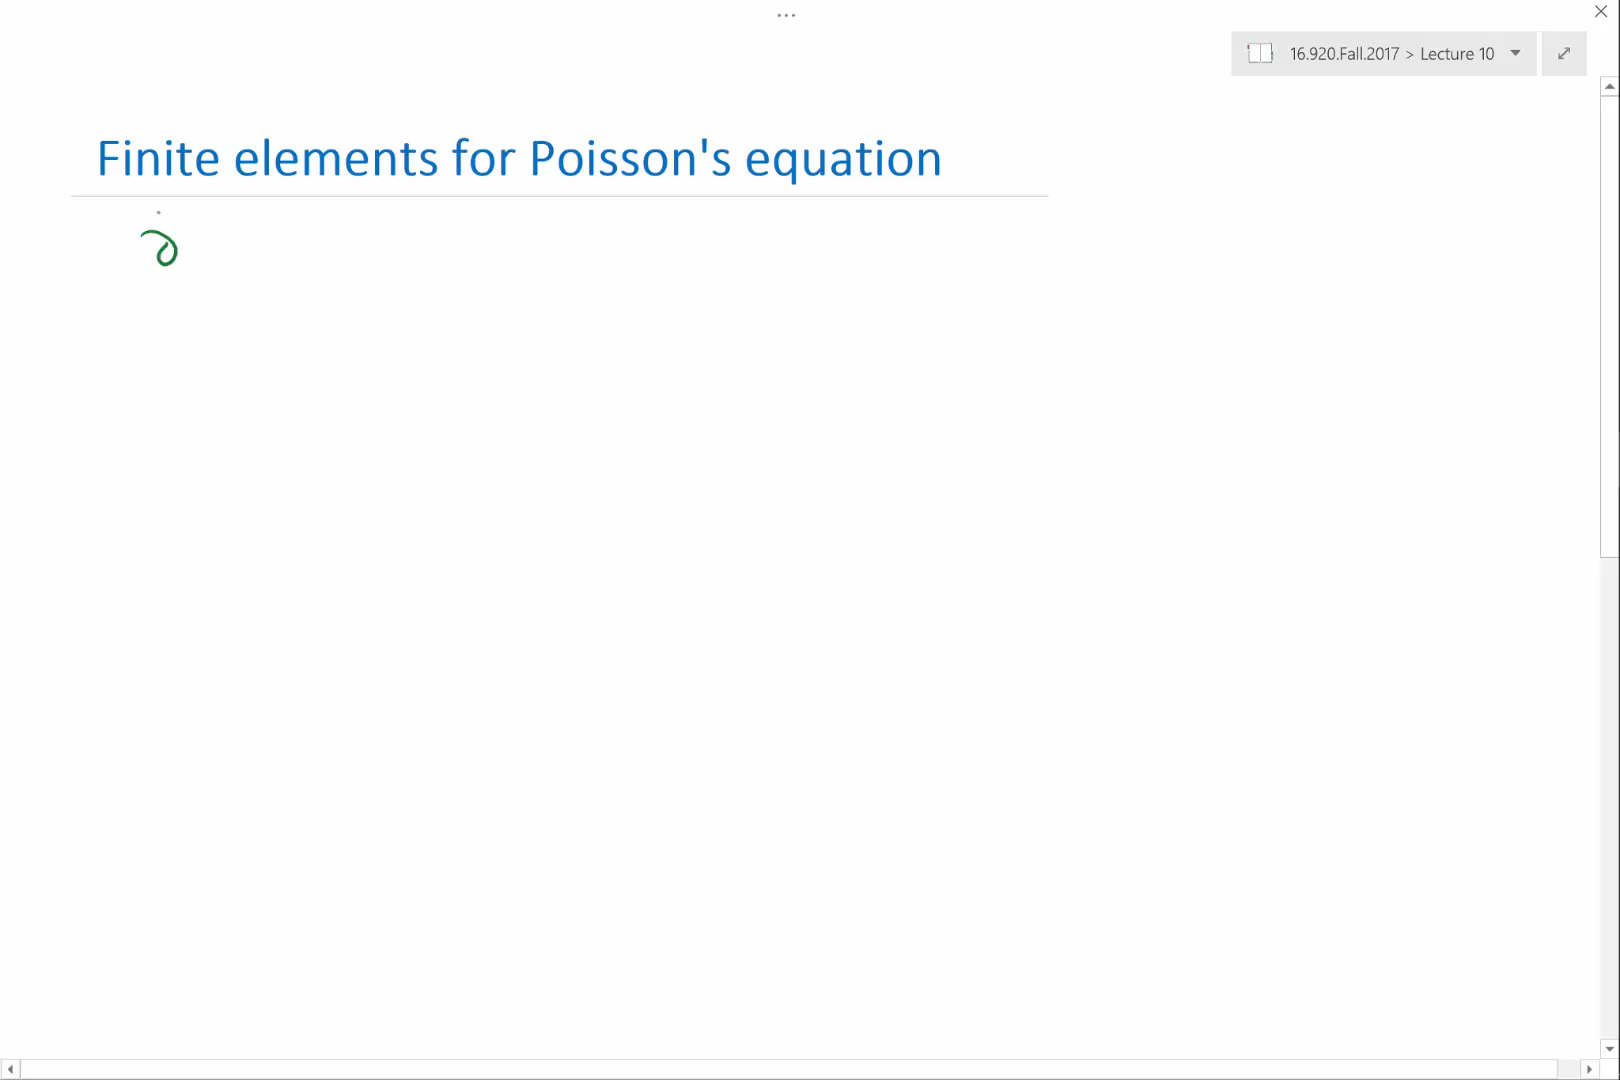 ...
16.920.Fall.2017 > Lecture 10
Finite elements for Poisson's equation
∂